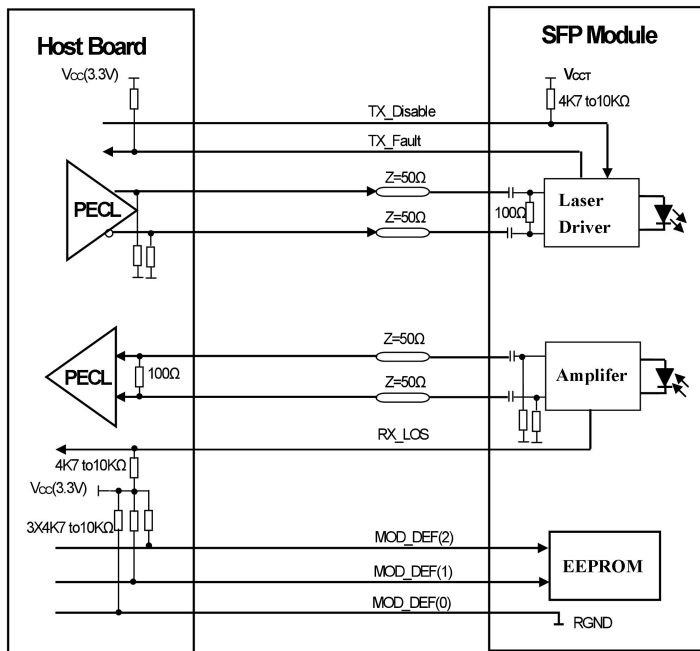 Host Board
SFP Module
VCC(3.3V)
VCCT
4K7 to10KΩ
TX_Disable
TX_Fault
Z=50Ω
PECL
Z=50Ω
100Ω
Laser
Driver
Z=50Ω
PECL
100Ω
Z=50Ω
Amplifer
RX_LOS
4K7 to10KΩ
VCC(3.3V)
3X4K7 to10KΩ
MOD_DEF(2)
MOD_DEF(1)
EEPROM
MOD_DEF(0)
RGND